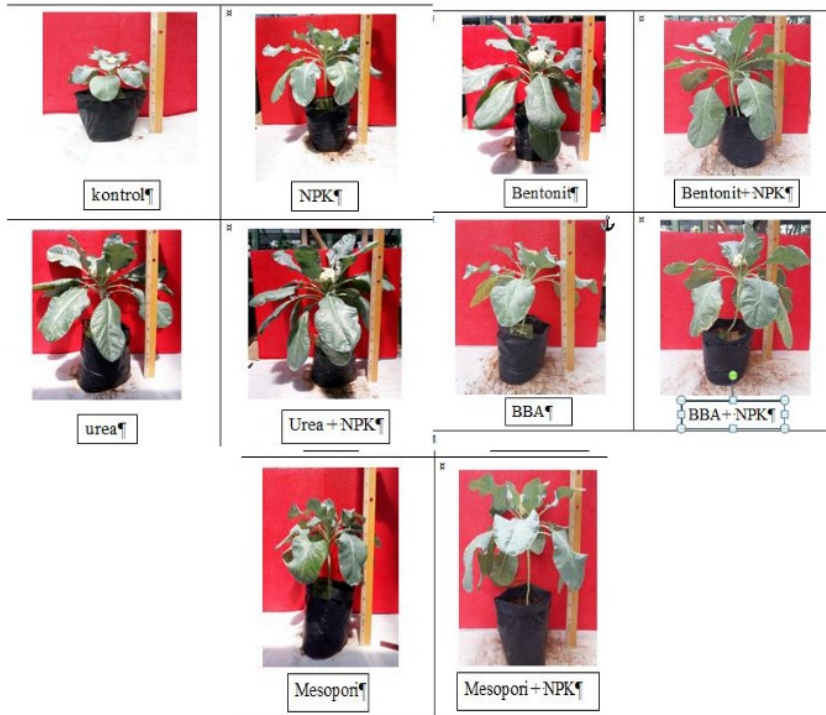 kontrol¶
NPK¶
Bentonit¶
Bentonit+·NPK¶
urea¶
Urea+·NPK¶
BBA¶
BBA+·NPK¶
Mesopori¶
Mesopori+·NPK¶